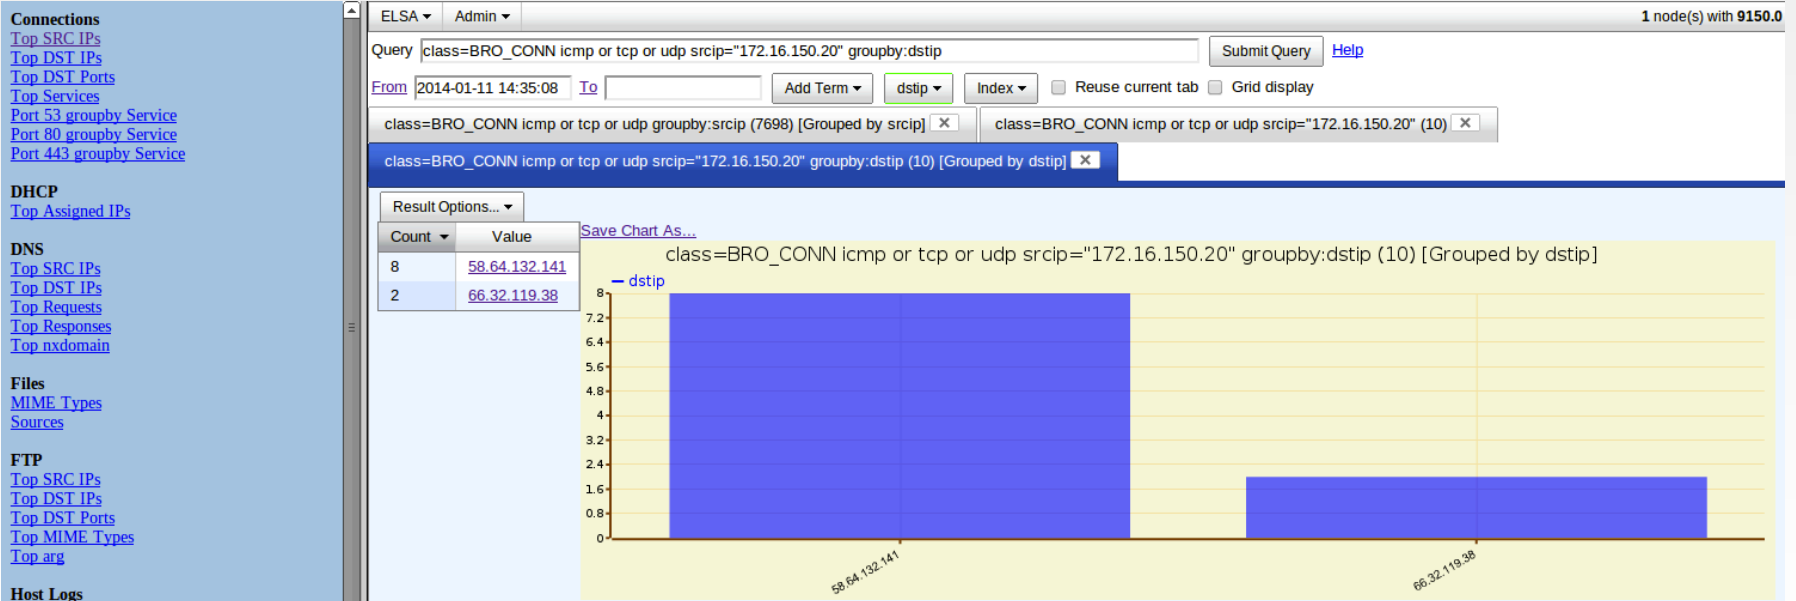 Connections
Top SRC IPs
Top DST IPs
Top DST Ports
Top Services
Port 53 groupby Service
Port 80 groupby Service
Port 443 groupby Service
DHCP
Top Assigned IPs
DNS
Top SRC IPs
Top DST IPs
Top Requests
Top Responses
Top nxdomain
Files
MIME Types
Sources
FTP
Top SRC IPs
Top DST IPs
Top DST Ports
Top MIME Types
Top arg
Host Logs
ELSA Admin 1 node(s) with 9150.0
Query class=BRO_CONN icmp or tcp or udp srcip="172.16.150.20" groupby:dstip Submit Query Help
From 2014-01-11 14:35:08 To Add Term dstip Index Reuse current tab Grid display
class=BRO_CONN icmp or tcp or udp groupby:srcip (7698) [Grouped by srcip] class=BRO_CONN icmp or tcp or udp srcip="172.16.150.20" (10)
class=BRO_CONN icmp or tcp or udp srcip="172.16.150.20" groupby:dstip (10) [Grouped by dstip]
Result Options...
Count Value
8 58.64.132.141
2 66.32.119.38
Save Chart As...
class=BRO_CONN icmp or tcp or udp srcip="172.16.150.20" groupby:dstip (10) [Grouped by dstip]
dstip
8
7.2
6.4
5.6
4.8
4
3.2
2.4
1.6
0.8
0
58.64.132.141 66.32.119.38